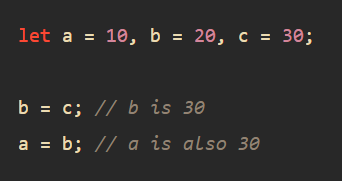 let a = 10, b = 20, c = 30;
b = c; // b is 30
a = b; // a is also 30